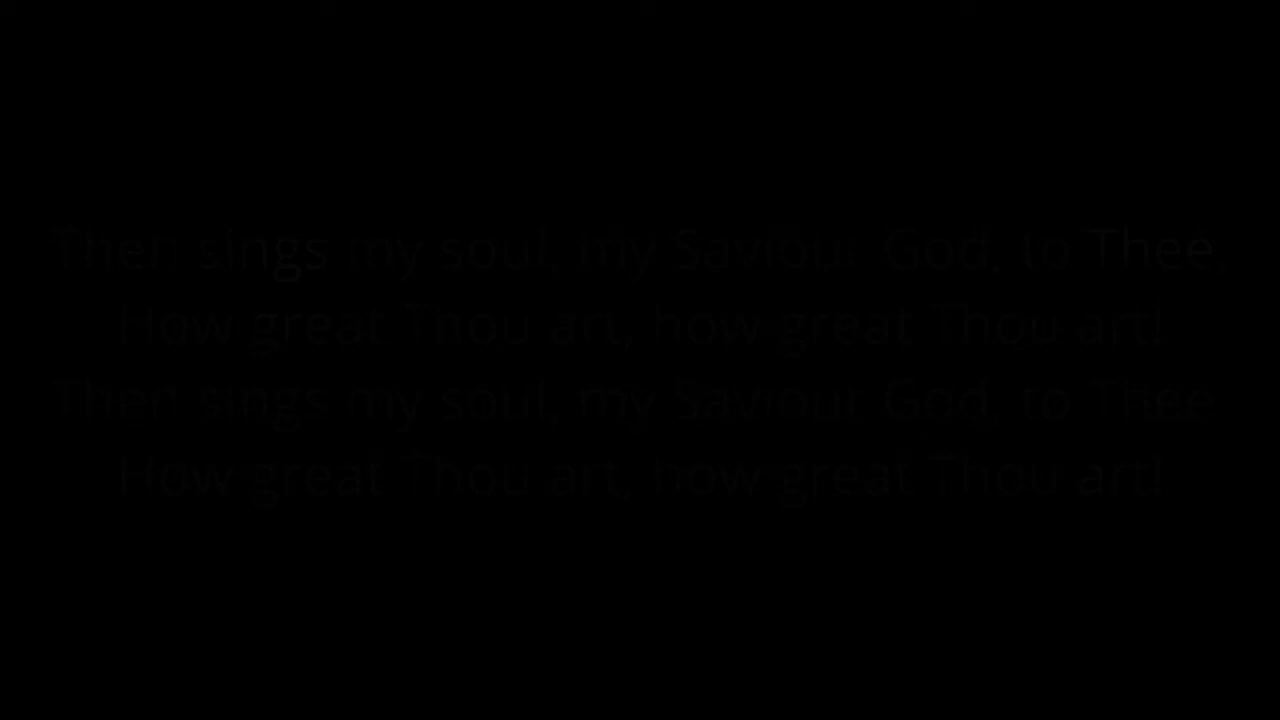 Then sings my soul, my Saviour God, to Thee,
How great Thou art, how great Thou art!
Then sings my soul, my Saviour God, to Thee
How great Thou art, how great Thou art!